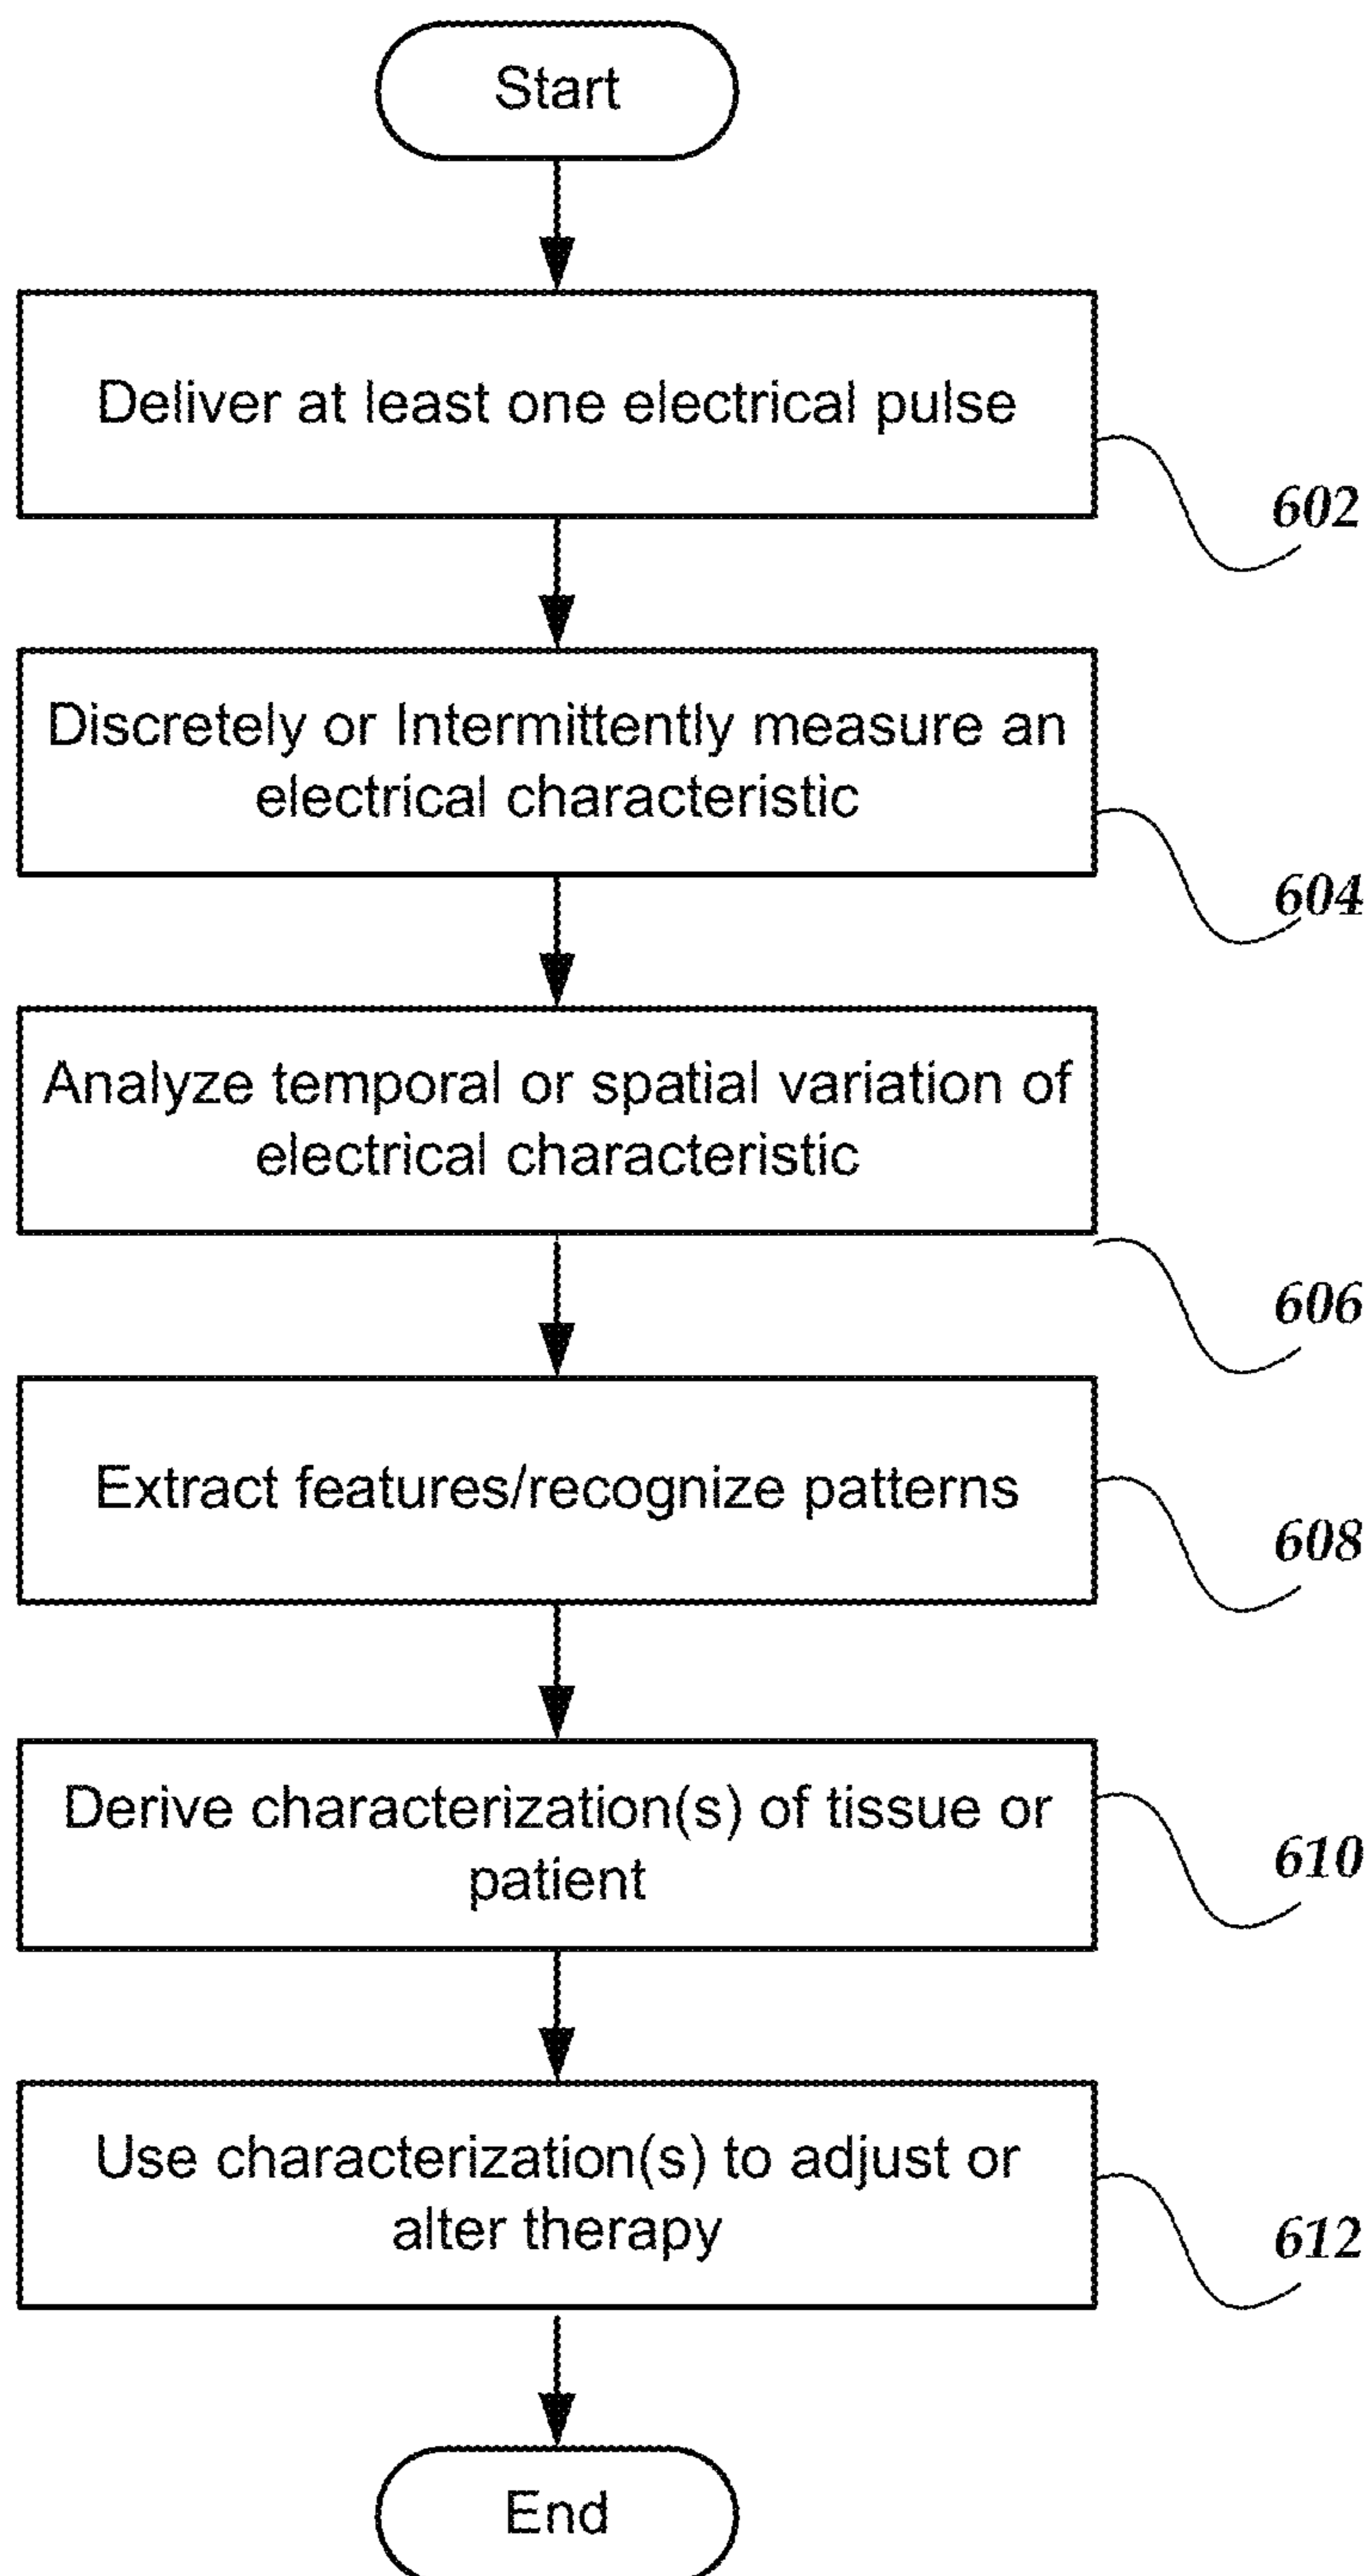 Start
Deliver at least one electrical pulse
602
Discretely or Intermittently measure an
electrical characteristic
604
Analyze temporal or spatial variation of
electrical characteristic
606
Extract features/recognize patterns
608
Derive characterization(s) of tissue or
patient
610
Use characterization(s) to adjust or
alter therapy
612
End